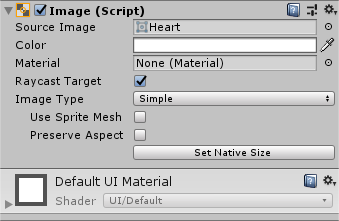 Image (Script)
Source Image Heart
Color
Material None (Material)
Raycast Target
Image Type Simple
Use Sprite Mesh
Preserve Aspect
Set Native Size
Default UI Material
Shader UI/Default